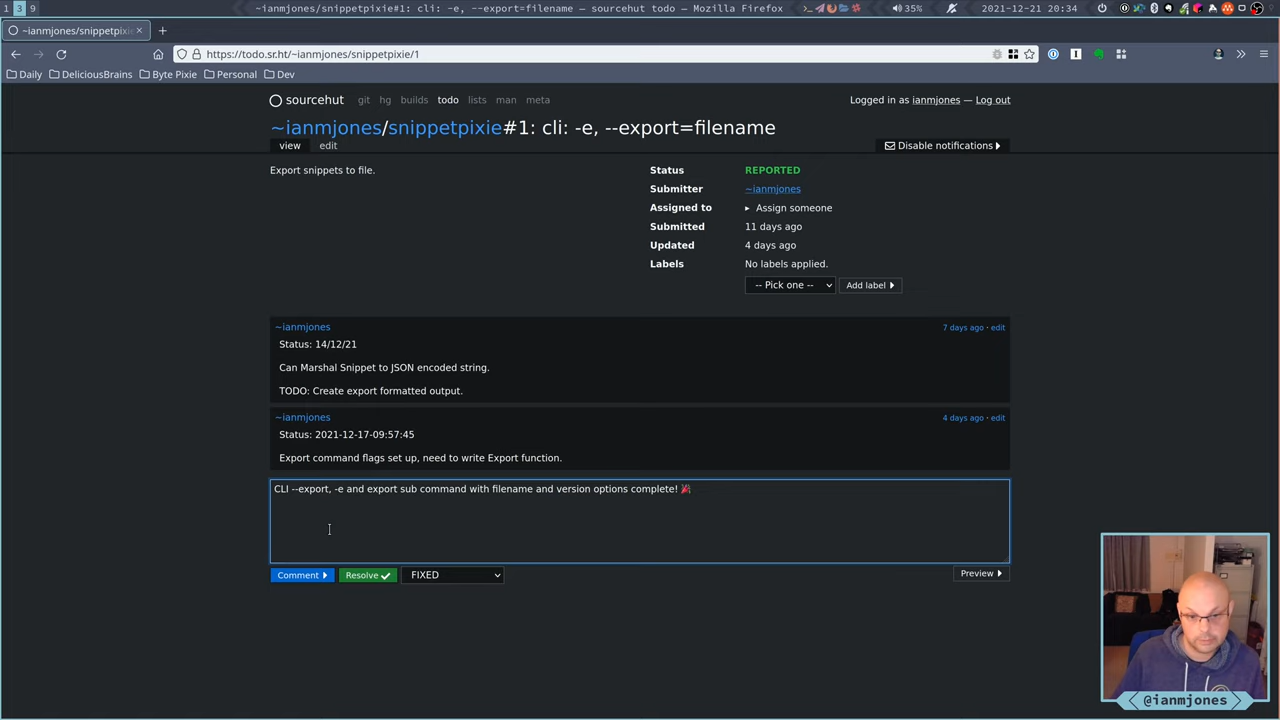 1 3 9 ~ianmjones/snippetpixie#1: cli: -e, --export=filename — sourcehut todo — Mozilla Firefox 35% 2021-12-21 20:34
~ianmjones/snippetpixie ×
https://todo.sr.ht/~ianmjones/snippetpixie/1
Daily DeliciousBrains Byte Pixie Personal Dev
sourcehut git hg builds todo lists man meta Logged in as ianmjones — Log out
~ianmjones/snippetpixie#1: cli: -e, --export=filename
view edit Disable notifications
Export snippets to file.
Status REPORTED
Submitter ~ianmjones
Assigned to Assign someone
Submitted 11 days ago
Updated 4 days ago
Labels No labels applied.
-- Pick one -- Add label
~ianmjones 7 days ago · edit
Status: 14/12/21
Can Marshal Snippet to JSON encoded string.
TODO: Create export formatted output.
~ianmjones 4 days ago · edit
Status: 2021-12-17-09:57:45
Export command flags set up, need to write Export function.
CLI --export, -e and export sub command with filename and version options complete! 🎉
Comment Resolve FIXED Preview
@ianmjones